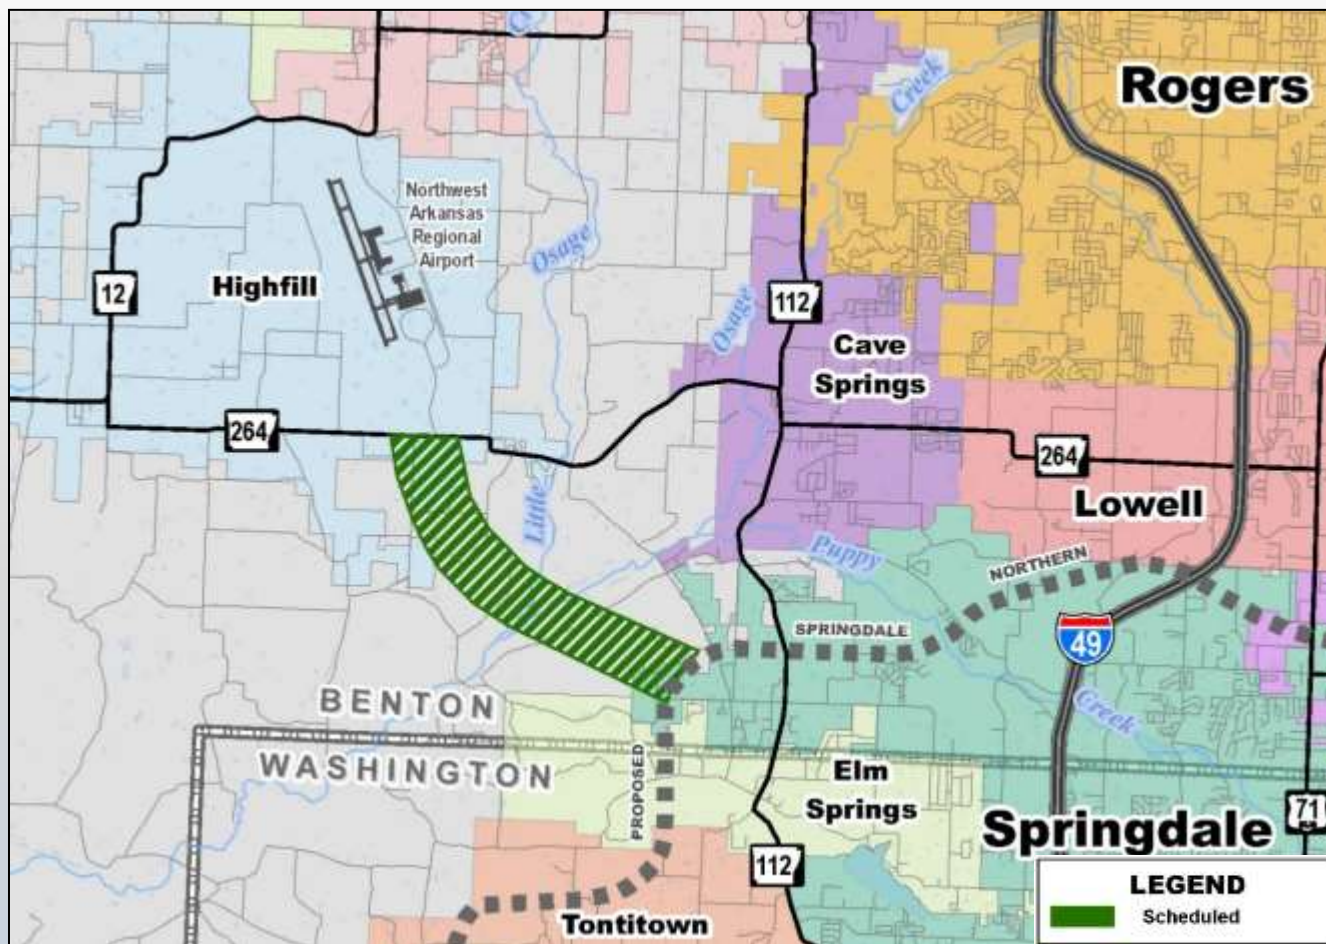 Cr
Creek
Rogers
Northwest
Arkansas
Regional
Airport
Osage
Highfill
12
112
Osage
Cave
Springs
264
264
Lowell
Little
Puppy
NORTHERN
SPRINGDALE
49
BENTON
Creek
WASHINGTON
PROPOSED
Elm
Springs
71
Springdale
112
LEGEND
Scheduled
Tontitown